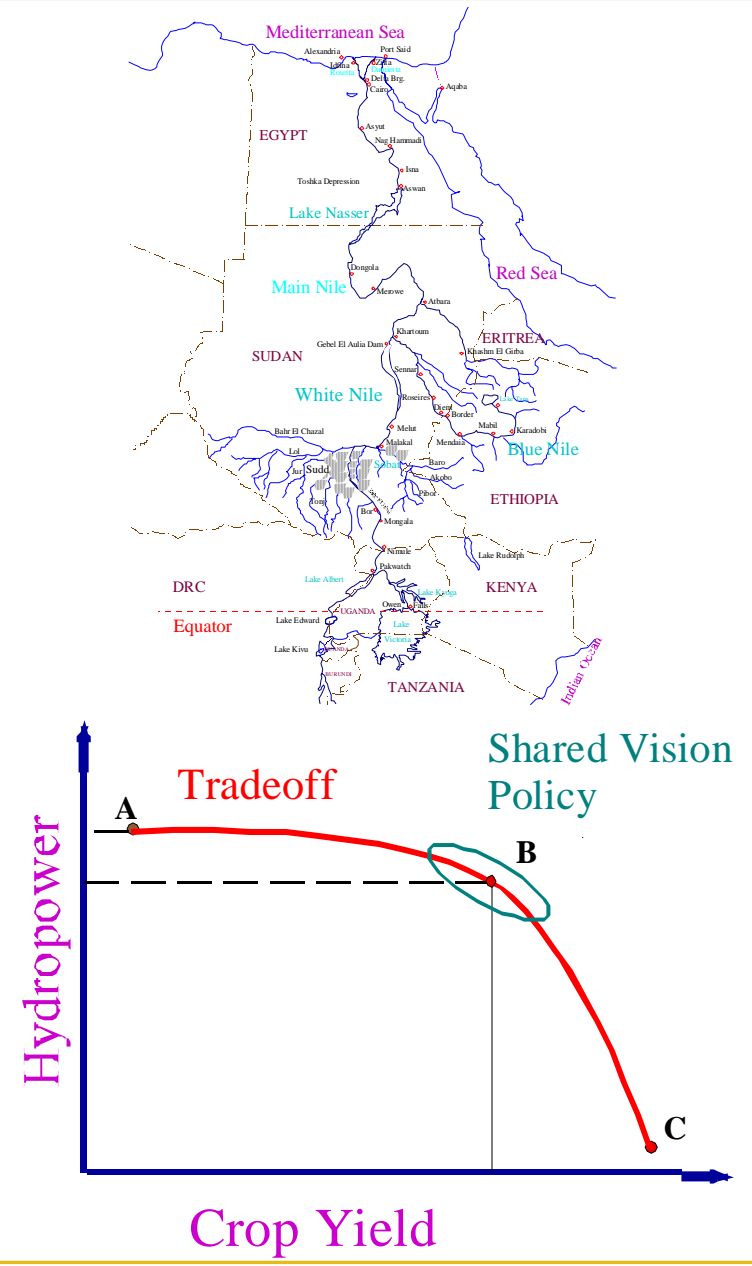 Mediterranean Sea
Alexandria
Port Said
Idfina
Zifta
Rosetta
Damietta
Delta Brg.
Cairo
Aqaba
Asyut
EGYPT
Nag Hammadi
Isna
Toshka Depression
Aswan
Lake Nasser
Dongola
Red Sea
Main Nile
Merowe
Atbara
Khartoum
ERITREA
Gebel El Aulia Dam
Khashm El Girba
SUDAN
Sennar
White Nile
Roseires
Lake Tana
Diem
Border
Melut
Mabil
Karadobi
Bahr El Chazal
Malakal
Mendaia
Blue Nile
Lol
Sobat
Baro
Jur
Sudd
Akobo
Tonj
Pibor
ETHIOPIA
Bor
Mongala
Nimule
Lake Rudolph
Pakwatch
Lake Albert
DRC
KENYA
Lake Kyoga
Owen Falls
UGANDA
Equator
Lake Edward
Lake
Victoria
Lake Kivu
BURUNDI
TANZANIA
Indian Ocean
Shared Vision
Policy
Tradeoff
A
B
Hydropower
C
Crop Yield